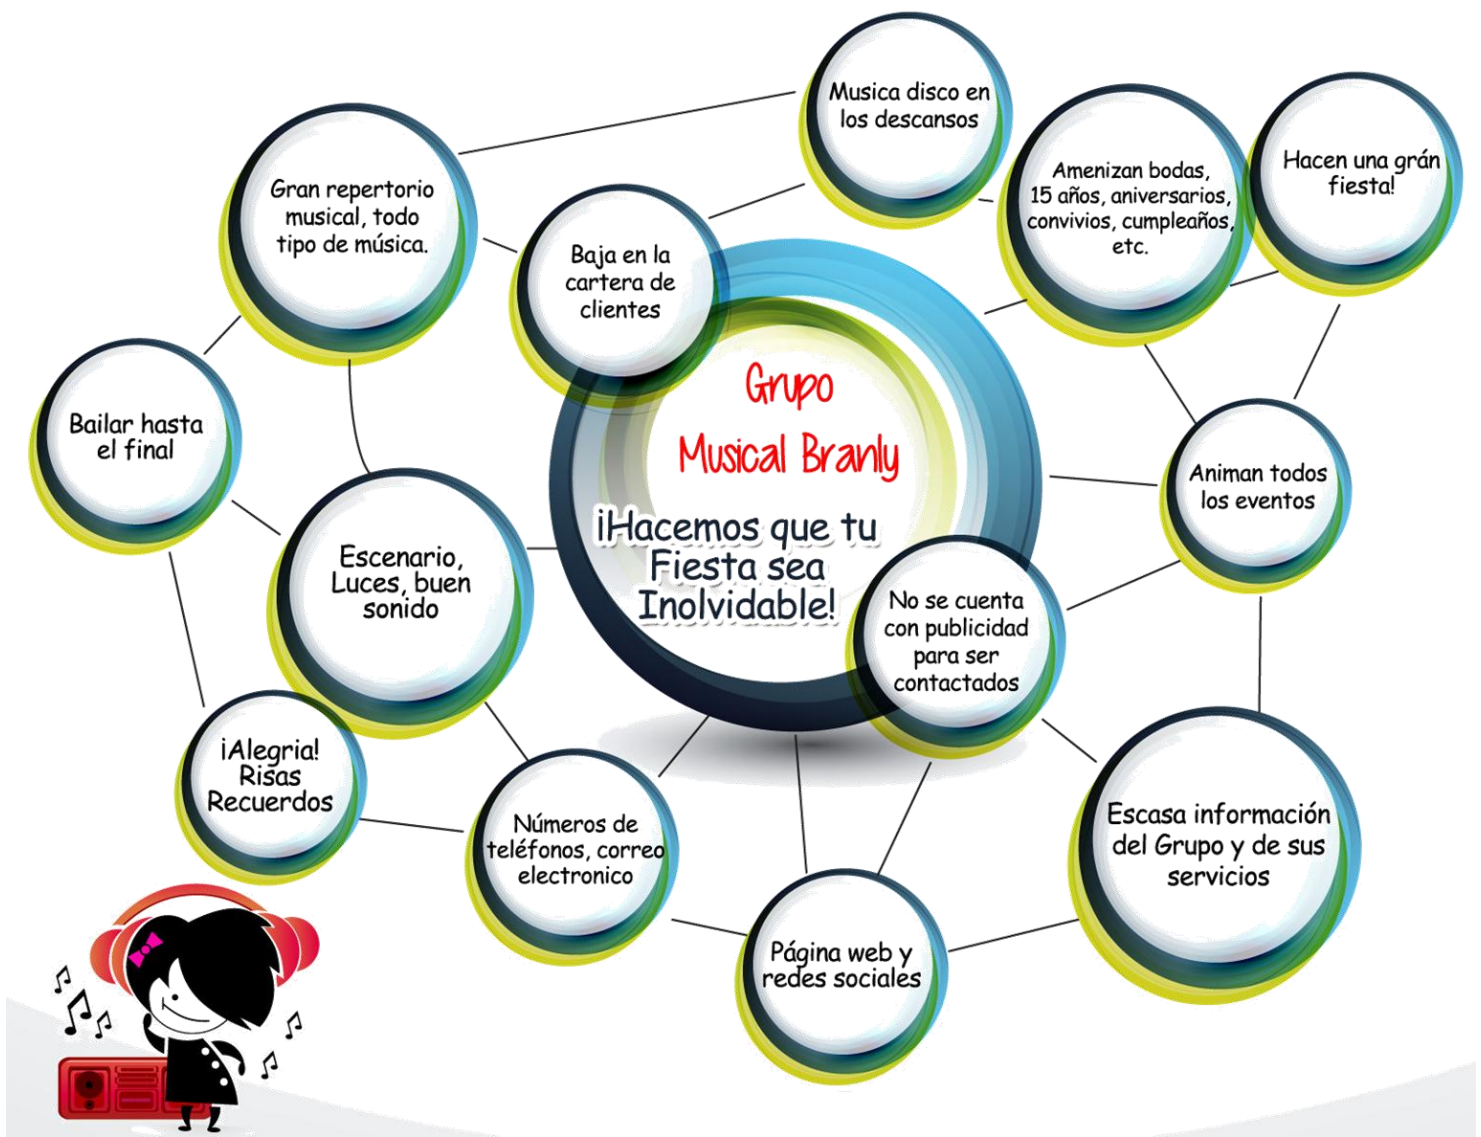 Musica disco en
los descansos
Hacen una grán
fiesta!
Amenizan bodas,
15 años, aniversarios,
convivios, cumpleaños,
etc.
Gran repertorio
musical, todo
tipo de música.
Baja en la
cartera de
clientes
Grupo
Musical Branly
¡Hacemos que tu
Fiesta sea
Inolvidable!
Bailar hasta
el final
Animan todos
los eventos
Escenario,
Luces, buen
sonido
No se cuenta
con publicidad
para ser
contactados
¡Alegria!
Risas
Recuerdos
Números de
teléfonos, correo
electronico
Escasa información
del Grupo y de sus
servicios
Página web y
redes sociales